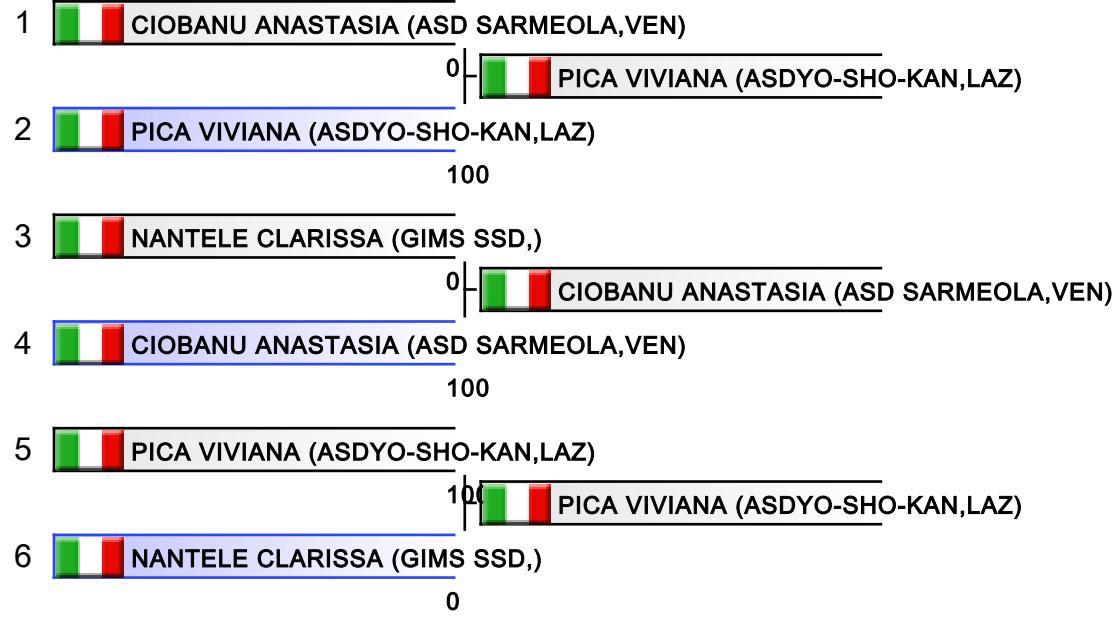 1 CIOBANU ANASTASIA (ASD SARMEOLA,VEN)
0
PICA VIVIANA (ASDYO-SHO-KAN,LAZ)
2 PICA VIVIANA (ASDYO-SHO-KAN,LAZ)
100
3 NANTELE CLARISSA (GIMS SSD,)
0
CIOBANU ANASTASIA (ASD SARMEOLA,VEN)
4 CIOBANU ANASTASIA (ASD SARMEOLA,VEN)
100
5 PICA VIVIANA (ASDYO-SHO-KAN,LAZ)
100
PICA VIVIANA (ASDYO-SHO-KAN,LAZ)
6 NANTELE CLARISSA (GIMS SSD,)
0